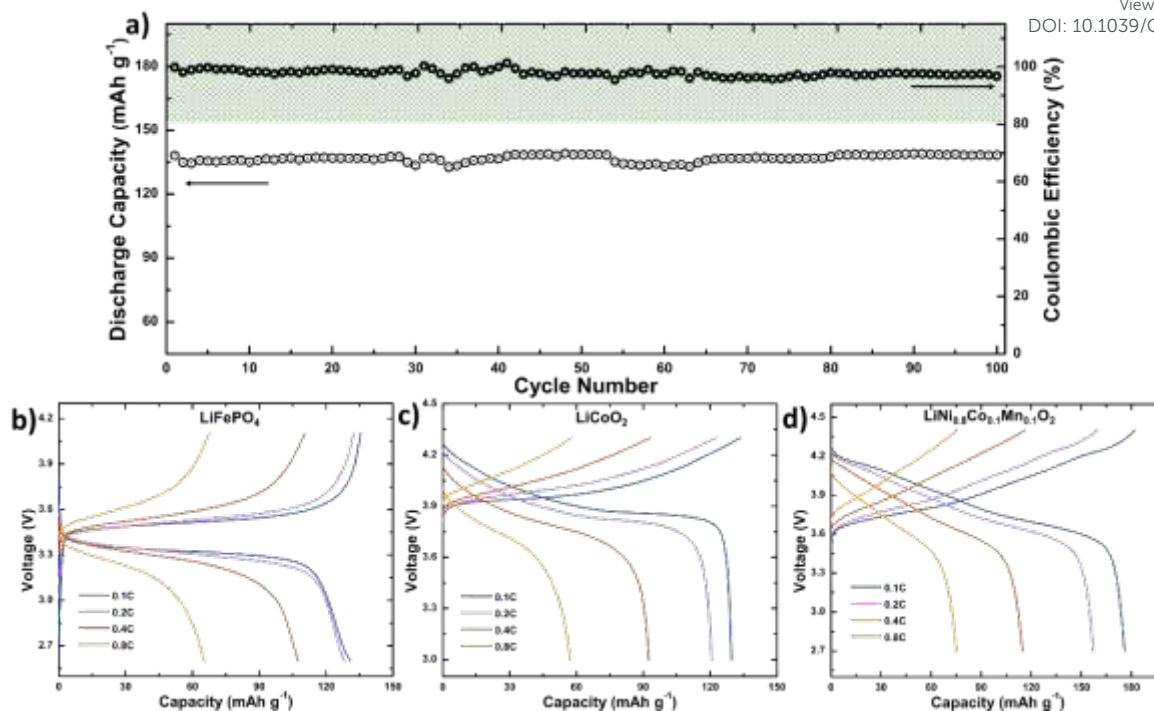 View
DOI: 10.1039/C
a)
Discharge Capacity (mAh g⁻¹)
180
150
120
90
60
Coulombic Efficiency (%)
100
80
60
40
20
0
0 10 20 30 40 50 60 70 80 90 100
Cycle Number
b)
LiFePO₄
Voltage (V)
4.2
3.9
3.6
3.3
3.0
2.7
0.1C
0.2C
0.4C
0.8C
0 30 60 90 120 150
Capacity (mAh g⁻¹)
c)
LiCoO₂
Voltage (V)
4.5
4.2
3.9
3.6
3.3
3.0
0.1C
0.2C
0.4C
0.8C
0 30 60 90 120 150
Capacity (mAh g⁻¹)
d)
LiNi₀.₈Co₀.₁Mn₀.₁O₂
Voltage (V)
4.5
4.2
3.9
3.6
3.3
3.0
2.7
0.1C
0.2C
0.4C
0.8C
0 30 60 90 120 150 180
Capacity (mAh g⁻¹)